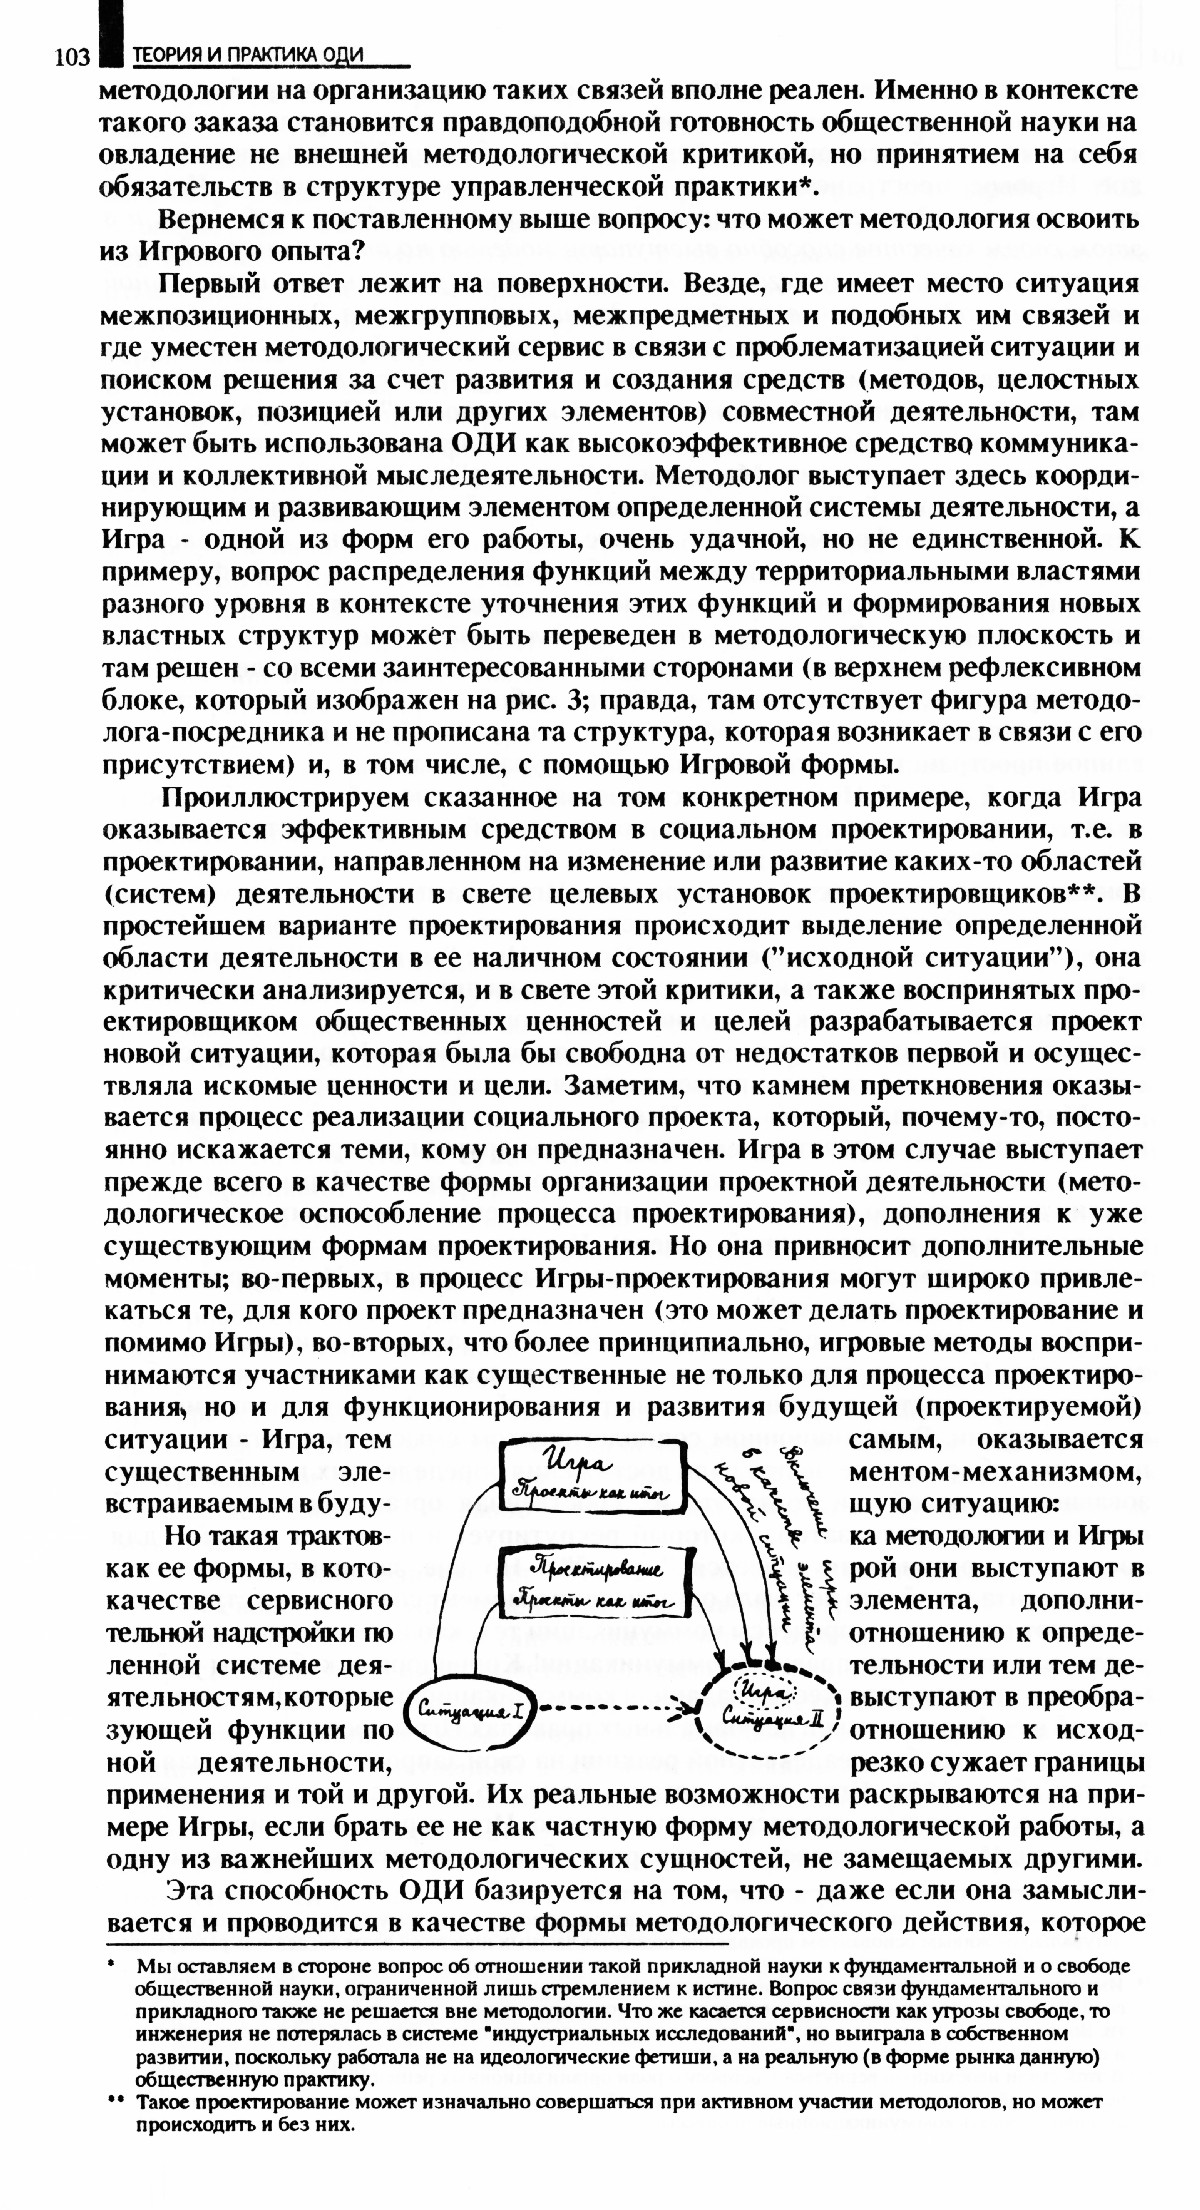 103 ТЕОРИЯ И ПРАКТИКА ОДИ
методологии на организацию таких связей вполне реален. Именно в контексте
такого заказа становится правдоподобной готовность общественной науки на
овладение не внешней методологической критикой, но принятием на себя
обязательств в структуре управленческой практики*.
Вернемся к поставленному выше вопросу: что может методология освоить
из Игрового опыта?
Первый ответ лежит на поверхности. Везде, где имеет место ситуация
межпозиционных, межгрупповых, межпредметных и подобных им связей и
где уместен методологический сервис в связи с проблематизацией ситуации и
поиском решения за счет развития и создания средств (методов, целостных
установок, позицией или других элементов) совместной деятельности, там
может быть использована ОДИ как высокоэффективное средство коммуника-
ции и коллективной мыследеятельности. Методолог выступает здесь коорди-
нирующим и развивающим элементом определенной системы деятельности, а
Игра - одной из форм его работы, очень удачной, но не единственной. К
примеру, вопрос распределения функций между территориальными властями
разного уровня в контексте уточнения этих функций и формирования новых
властных структур может быть переведен в методологическую плоскость и
там решен - со всеми заинтересованными сторонами (в верхнем рефлексивном
блоке, который изображен на рис. 3; правда, там отсутствует фигура методо-
лога-посредника и не прописана та структура, которая возникает в связи с его
присутствием) и, в том числе, с помощью Игровой формы.
Проиллюстрируем сказанное на том конкретном примере, когда Игра
оказывается эффективным средством в социальном проектировании, т.е. в
проектировании, направленном на изменение или развитие каких-то областей
(систем) деятельности в свете целевых установок проектировщиков**. В
простейшем варианте проектирования происходит выделение определенной
области деятельности в ее наличном состоянии ("исходной ситуации”), она
критически анализируется, и в свете этой критики, а также воспринятых про-
ектировщиком общественных ценностей и целей разрабатывается проект
новой ситуации, которая была бы свободна от недостатков первой и осущес-
твляла искомые ценности и цели. Заметим, что камнем преткновения оказы-
вается процесс реализации социального проекта, который, почему-то, посто-
янно искажается теми, кому он предназначен. Игра в этом случае выступает
прежде всего в качестве формы организации проектной деятельности (мето-
дологическое оспособление процесса проектирования), дополнения к уже
существующим формам проектирования. Но она привносит дополнительные
моменты; во-первых, в процесс Игры-проектирования могут широко привле-
каться те, для кого проект предназначен (это может делать проектирование и
помимо Игры), во-вторых, что более принципиально, игровые методы воспри-
нимаются участниками как существенные не только для процесса проектиро-
вания, но и для функционирования и развития будущей (проектируемой)
ситуации - Игра, тем самым, оказывается
существенным эле- ментом-механизмом,
встраиваемым в буду- щую ситуацию:
Но такая трактов- ка методологии и Игры
как ее формы, в кото- рой они выступают в
качестве сервисного элемента, дополни-
тельной надстройки по отношению к опреде-
ленной системе дея- тельности или тем де-
ятельностям, которые выступают в преобра-
зующей функции по отношению к исход-
ной деятельности, резко сужает границы
Игра
Проекты как итог
Проектирование
Проекты как итог
Включение игры
в качестве элемента
новой ситуации
Ситуация I
Игра
Ситуация II
применения и той и другой. Их реальные возможности раскрываются на при-
мере Игры, если брать ее не как частную форму методологической работы, а
одну из важнейших методологических сущностей, не замещаемых другими.
Эта способность ОДИ базируется на том, что - даже если она замысли-
вается и проводится в качестве формы методологического действия, которое
* Мы оставляем в стороне вопрос об отношении такой прикладной науки к фундаментальной и о свободе
общественной науки, ограниченной лишь стремлением к истине. Вопрос связи фундаментального и
прикладного также не решается вне методологии. Что же касается сервисности как угрозы свободе, то
инженерия не потерялась в системе "индустриальных исследований", но выиграла в собственном
развитии, поскольку работала не на идеологические фетиши, а на реальную (в форме рынка данную)
общественную практику.
** Такое проектирование может изначально совершаться при активном участии методологов, но может
происходить и без них.